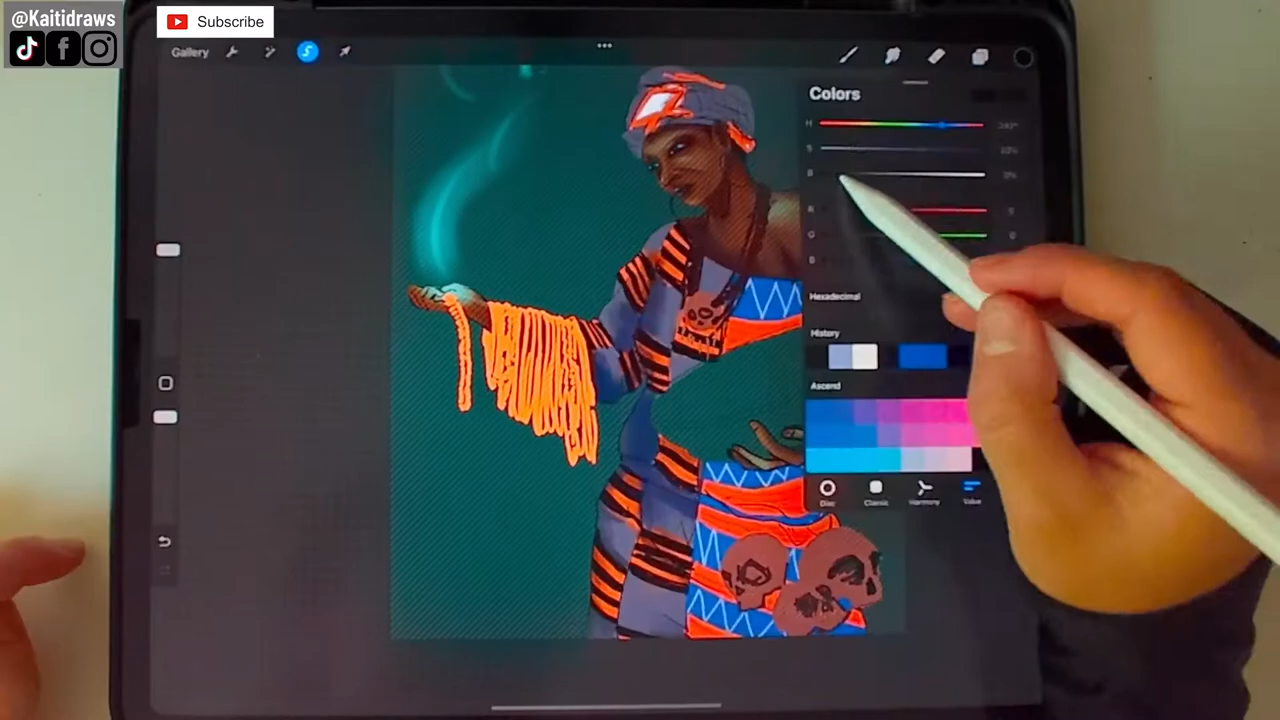 @Kaitidraws
Subscribe
Gallery
Colors
H
S
B
R
G
B
Hexadecimal
History
Ascend
Disc
Classic
Harmony
Value